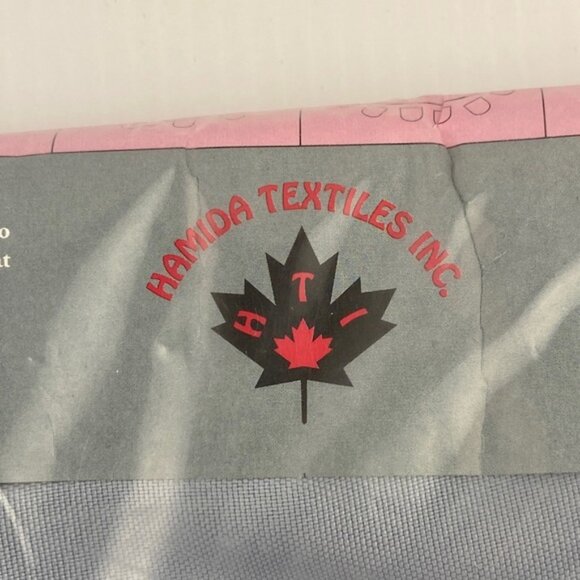 HAMIDA TEXTILES INC.
H T I